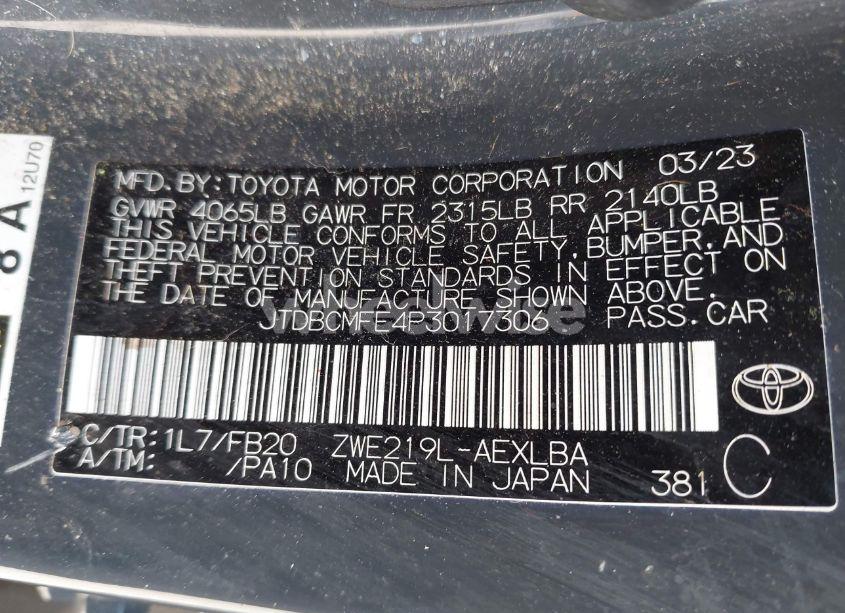 12U70
8A
03/23
MFD.BY:TOYOTA MOTOR CORPORATION
GVWR 4065LB GAWR FR 2315LB RR 2140LB
THIS VEHICLE CONFORMS TO ALL APPLICABLE
FEDERAL MOTOR VEHICLE SAFETY,BUMPER,AND
THEFT PREVENTION STANDARDS IN EFFECT ON
THE DATE OF MANUFACTURE SHOWN ABOVE.
JTDBCMFE4P3017306 PASS.CAR
C/TR:1L7/FB20 ZWE219L-AEXLBA
A/TM: /PA10 MADE IN JAPAN 381 C